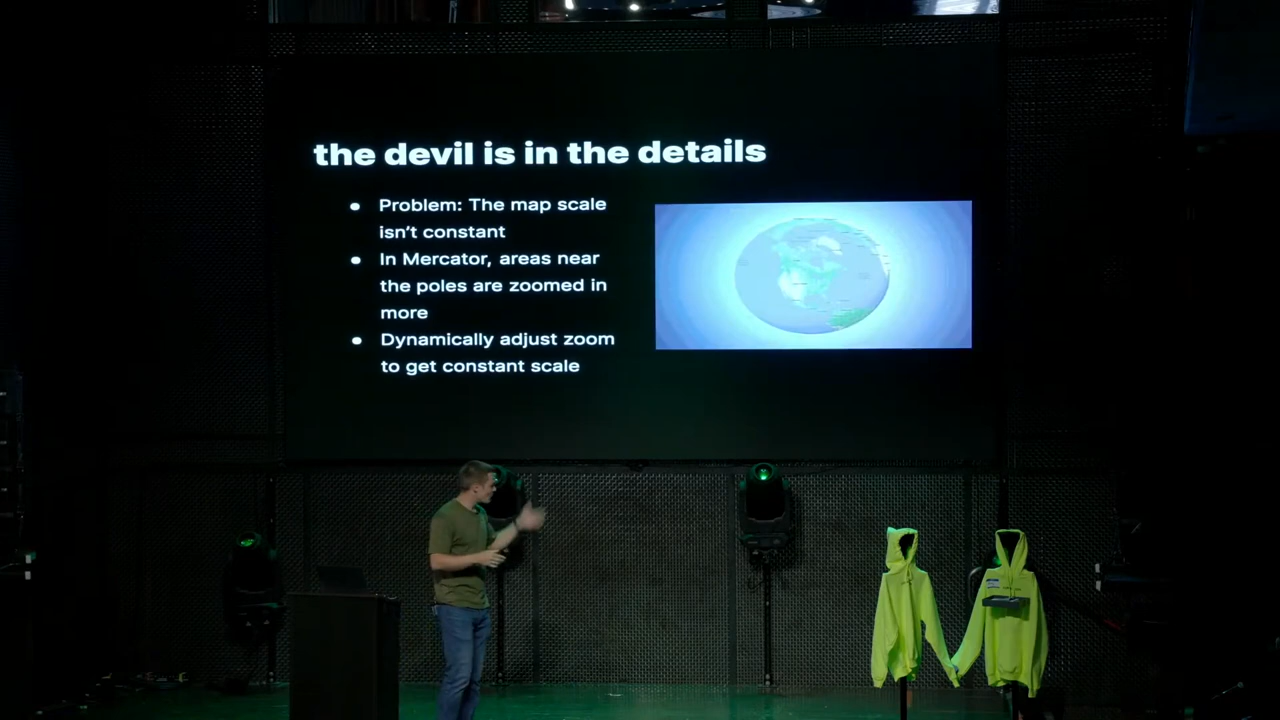 the devil is in the details
● Problem: The map scale
isn't constant
● In Mercator, areas near
the poles are zoomed in
more
● Dynamically adjust zoom
to get constant scale